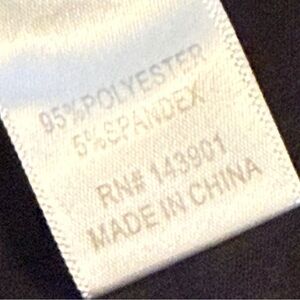 95%POLYESTER
5%SPANDEX
RN# 143901
MADE IN CHINA